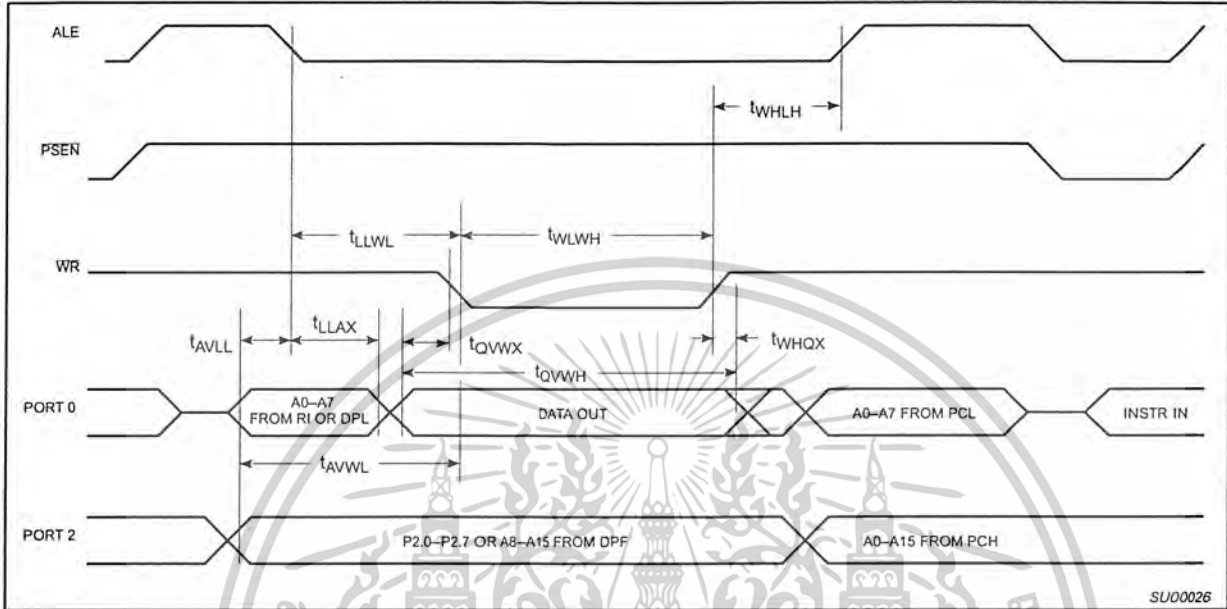 ALE
tWHLH
PSEN
tLLWL
tWLWH
WR
tAVLL
tLLAX
tQVWX
tWHQX
tQVWH
PORT 0
A0–A7
FROM RI OR DPL
DATA OUT
A0–A7 FROM PCL
INSTR IN
tAVWL
PORT 2
P2.0–P2.7 OR A8–A15 FROM DPF
A0–A15 FROM PCH
SU00026